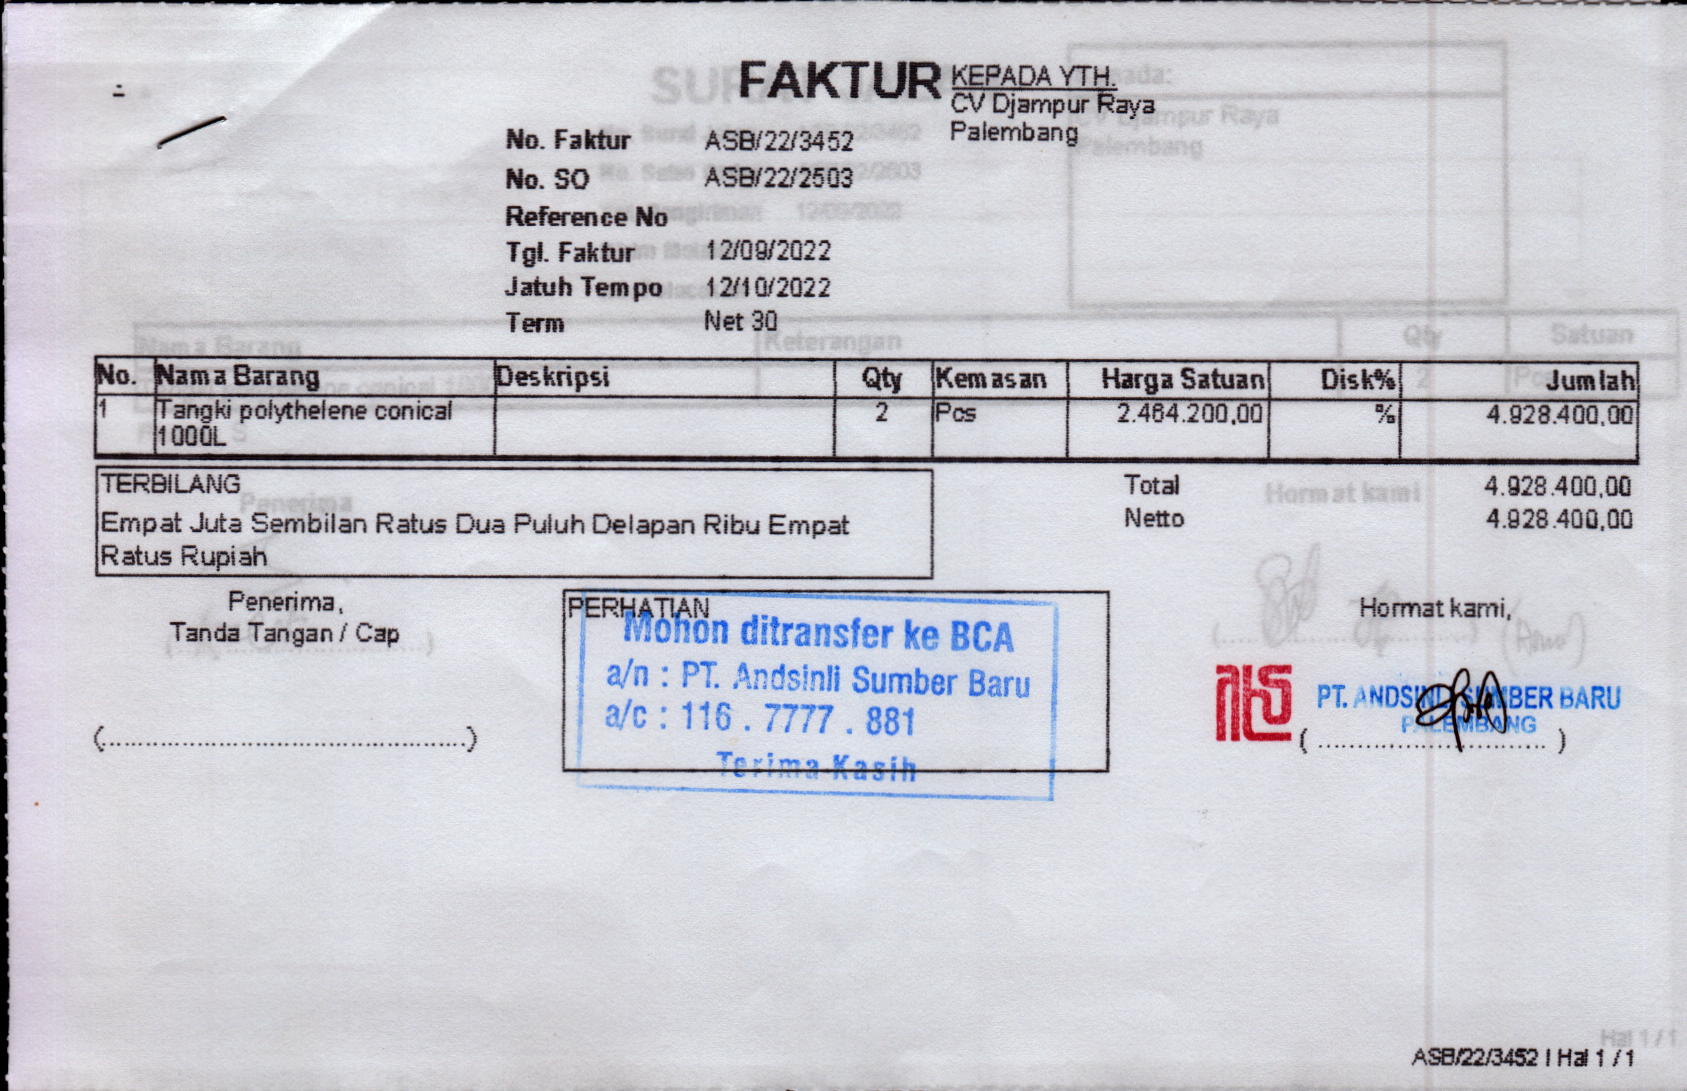 FAKTUR
KEPADA YTH.
CV Djampur Raya
Palembang
No. Faktur ASB/22/3452
No. SO ASB/22/2503
Reference No
Tgl. Faktur 12/09/2022
Jatuh Tempo 12/10/2022
Term Net 30
No. Nama Barang Deskripsi Qty Kemasan Harga Satuan Disk% Jumlah
1 Tangki polythelene conical 2 Pcs 2.464.200,00 % 4.928.400,00
1000L
TERBILANG
Empat Juta Sembilan Ratus Dua Puluh Delapan Ribu Empat
Ratus Rupiah
Total 4.928.400,00
Netto 4.928.400,00
Penerima,
Tanda Tangan / Cap
(..............................................)
PERHATIAN
Mohon ditransfer ke BCA
a/n : PT. Andsinli Sumber Baru
a/c : 116 . 7777 . 881
Terima Kasih
Hormat kami,
PT. ANDSINLI SUMBER BARU
PALEMBANG
( ............................. )
ASB/22/3452 | Hal 1 / 1